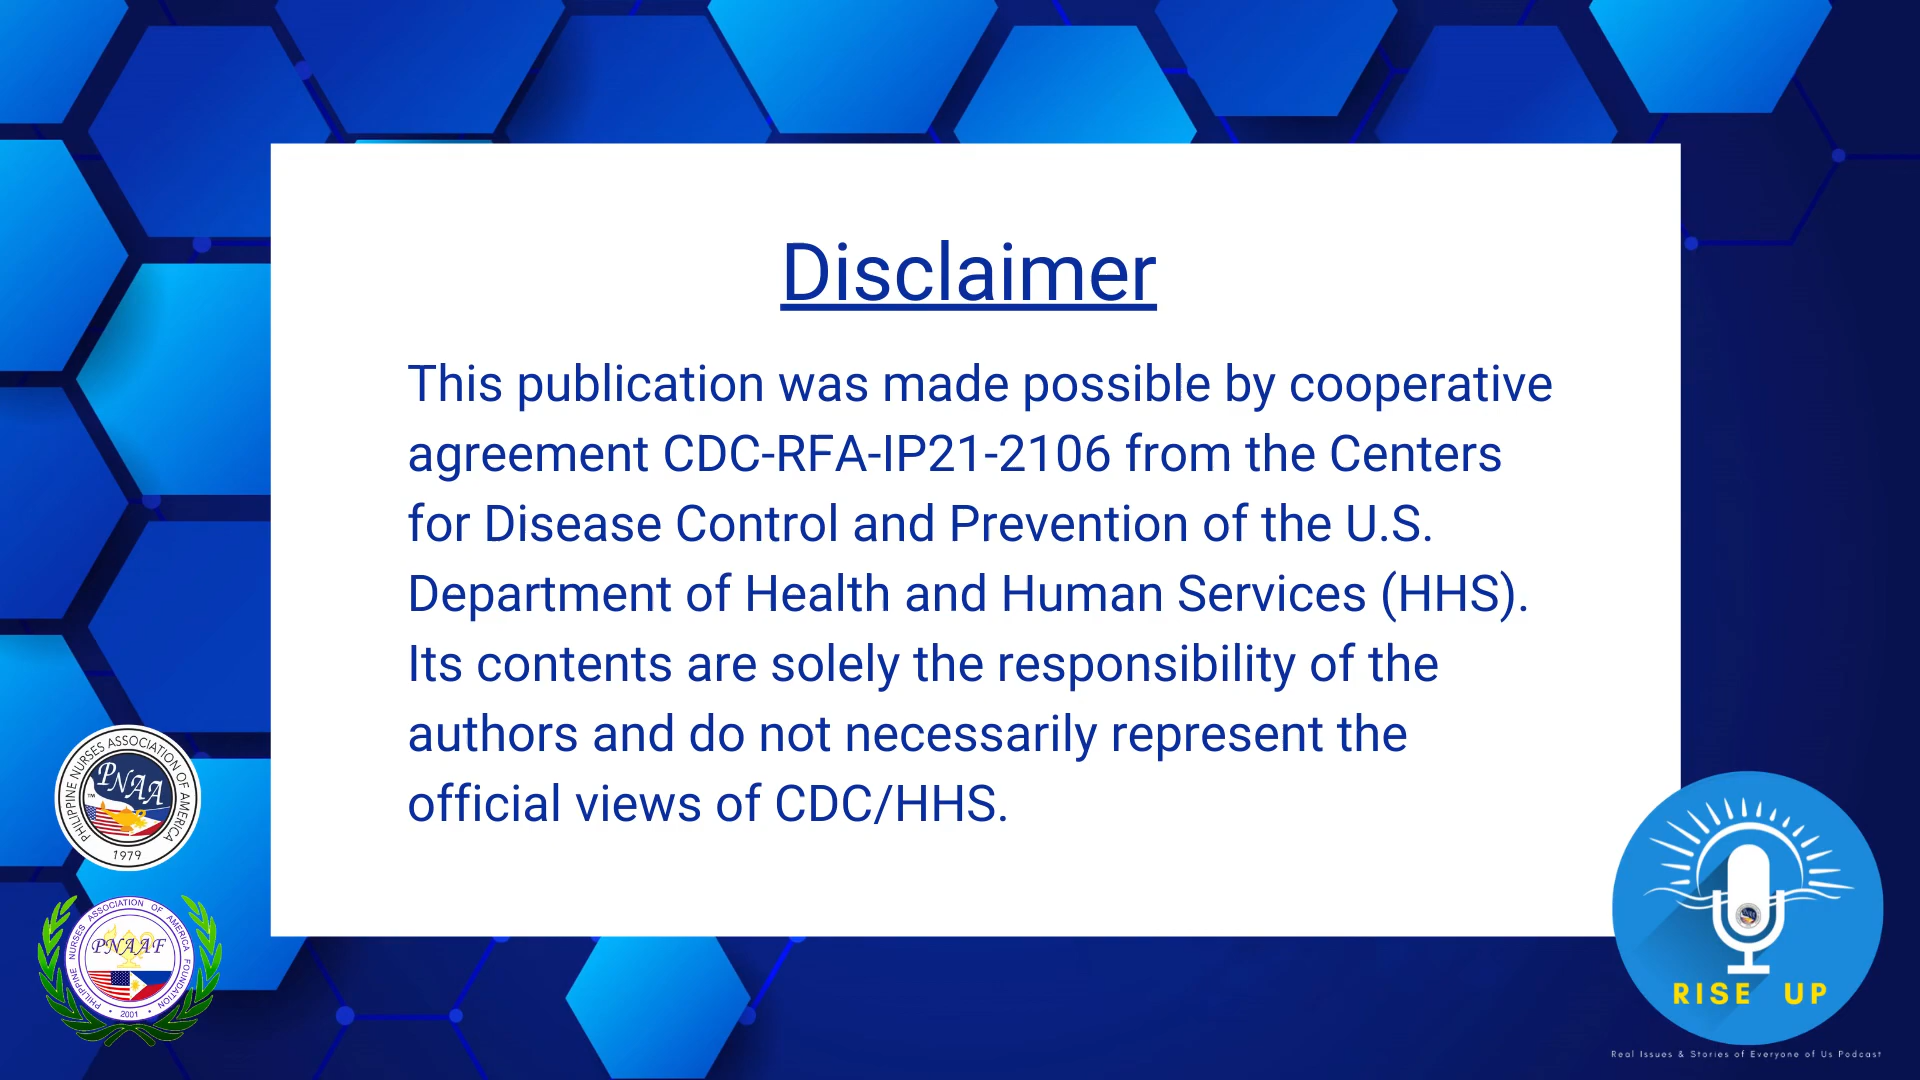 Disclaimer
This publication was made possible by cooperative
agreement CDC-RFA-IP21-2106 from the Centers
for Disease Control and Prevention of the U.S.
Department of Health and Human Services (HHS).
Its contents are solely the responsibility of the
authors and do not necessarily represent the
official views of CDC/HHS.
PHILIPPINE NURSES ASSOCIATION OF AMERICA
PNAA
TM
1979
PHILIPPINE NURSES ASSOCIATION OF AMERICA FOUNDATION
PNAAF
2001
RISE UP
Real Issues & Stories of Everyone of Us Podcast